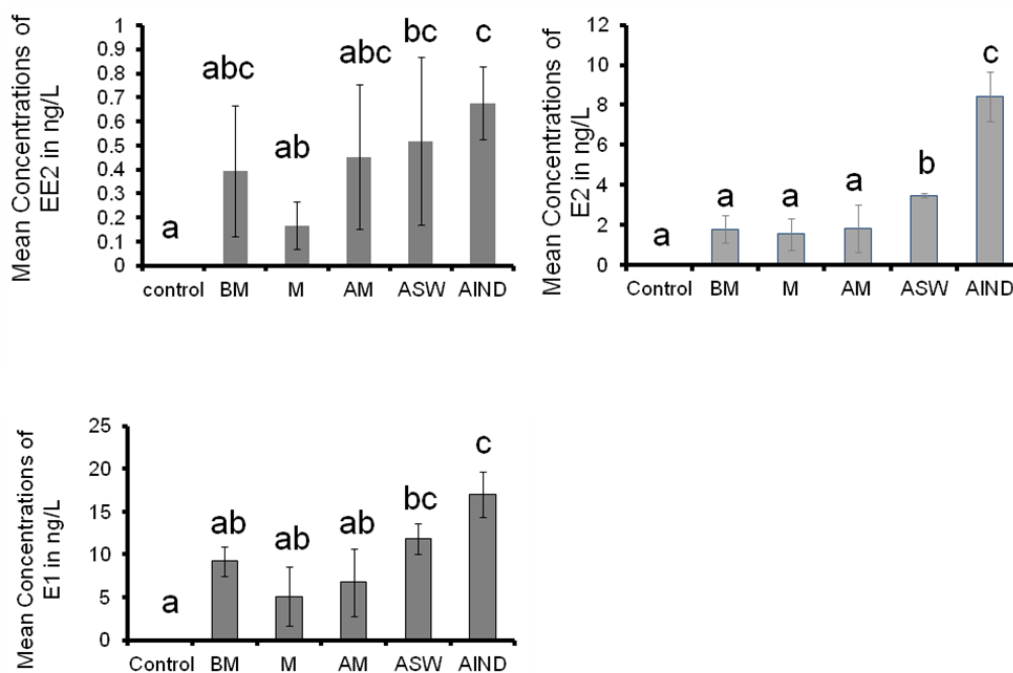 Mean Concentrations of
EE2 in ng/L
1
0.9
0.8
0.7
0.6
0.5
0.4
0.3
0.2
0.1
0
a
abc
ab
abc
bc
c
control BM M AM ASW AIND
Mean Concentrations of
E2 in ng/L
12
10
8
6
4
2
0
a
a
a
a
b
c
Control BM M AM ASW AIND
Mean Concentrations of
E1 in ng/L
25
20
15
10
5
0
a
ab
ab
ab
bc
c
Control BM M AM ASW AIND